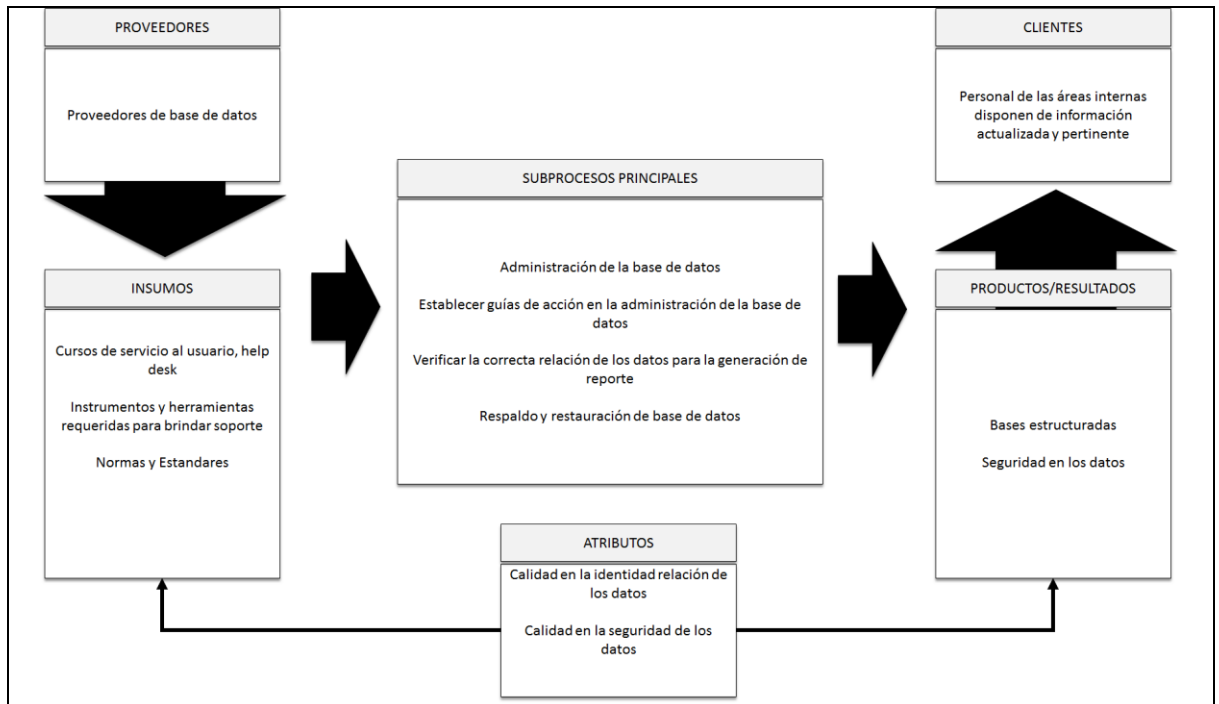 PROVEEDORES
Proveedores de base de datos
INSUMOS
Cursos de servicio al usuario, help
desk
Instrumentos y herramientas
requeridas para brindar soporte
Normas y Estandares
SUBPROCESOS PRINCIPALES
Administración de la base de datos
Establecer guías de acción en la administración de la base de
datos
Verificar la correcta relación de los datos para la generación de
reporte
Respaldo y restauración de base de datos
ATRIBUTOS
Calidad en la identidad relación de
los datos
Calidad en la seguridad de los
datos
CLIENTES
Personal de las áreas internas
disponen de información
actualizada y pertinente
PRODUCTOS/RESULTADOS
Bases estructuradas
Seguridad en los datos